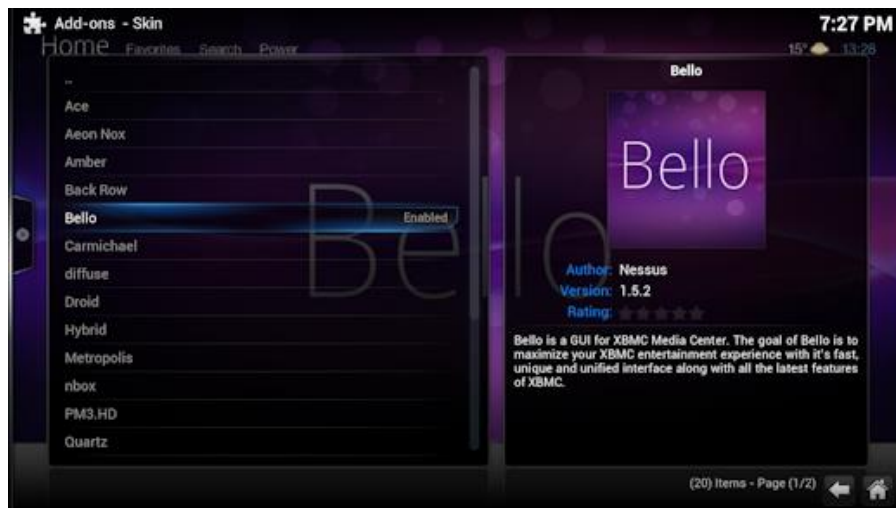 Add-ons - Skin
7:27 PM
Home Favorites Search Power
15° 13:28
..
Ace
Aeon Nox
Amber
Back Row
Bello Enabled
Carmichael
diffuse
Droid
Hybrid
Metropolis
nbox
PM3.HD
Quartz
Bello
Bello
Bello
Author: Nessus
Version: 1.5.2
Rating:
Bello is a GUI for XBMC Media Center. The goal of Bello is to
maximize your XBMC entertainment experience with it's fast,
unique and unified interface along with all the latest features
of XBMC.
(20) Items - Page (1/2)